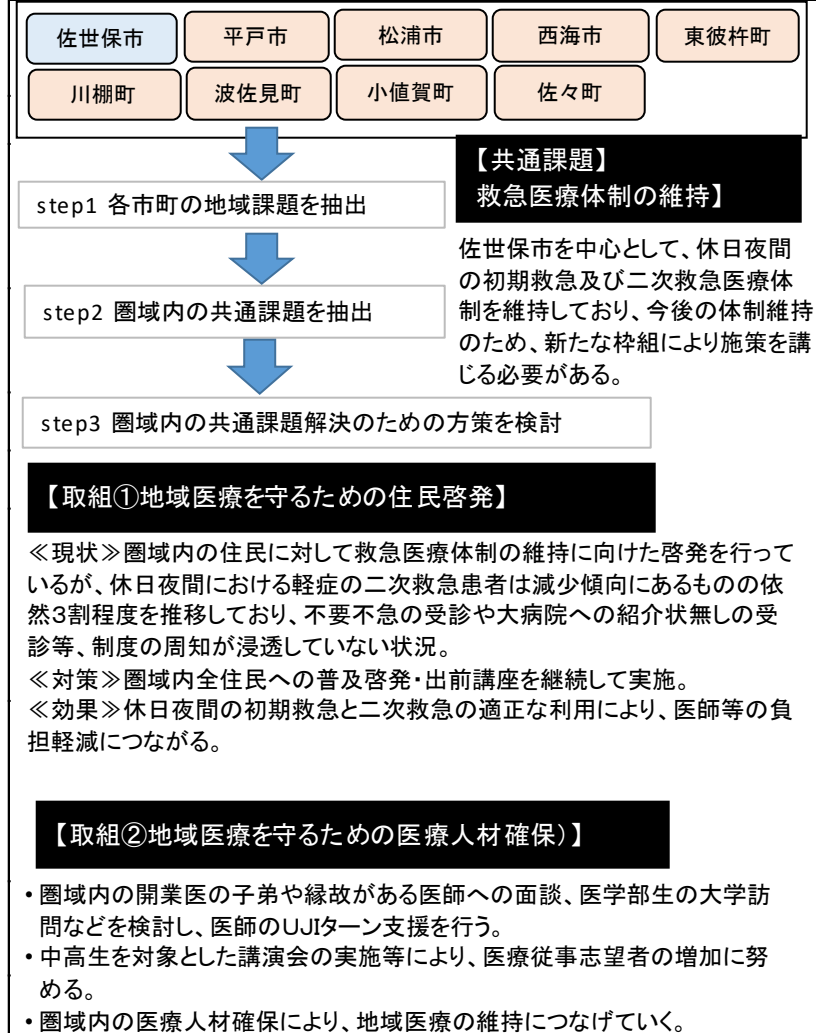 佐世保市 平戸市 松浦市 西海市 東彼杵町
川棚町 波佐見町 小値賀町 佐々町
step1 各市町の地域課題を抽出
step2 圏域内の共通課題を抽出
step3 圏域内の共通課題解決のための方策を検討
【共通課題】
救急医療体制の維持】
佐世保市を中心として、休日夜間
の初期救急及び二次救急医療体
制を維持しており、今後の体制維持
のため、新たな枠組により施策を講
じる必要がある。
【取組①地域医療を守るための住民啓発】
≪現状≫圏域内の住民に対して救急医療体制の維持に向けた啓発を行って
いるが、休日夜間における軽症の二次救急患者は減少傾向にあるものの依
然3割程度を推移しており、不要不急の受診や大病院への紹介状無しの受
診等、制度の周知が浸透していない状況。
≪対策≫圏域内全住民への普及啓発・出前講座を継続して実施。
≪効果≫休日夜間の初期救急と二次救急の適正な利用により、医師等の負
担軽減につながる。
【取組②地域医療を守るための医療人材確保）】
・圏域内の開業医の子弟や縁故がある医師への面談、医学部生の大学訪
問などを検討し、医師のUJIターン支援を行う。
・中高生を対象とした講演会の実施等により、医療従事志望者の増加に努
める。
・圏域内の医療人材確保により、地域医療の維持につなげていく。